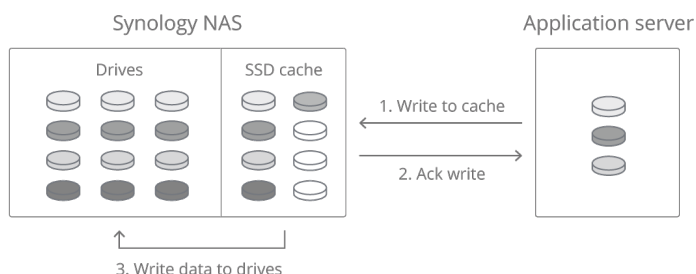 Synology NAS
Application server
Drives
SSD cache
1. Write to cache
2. Ack write
3. Write data to drives